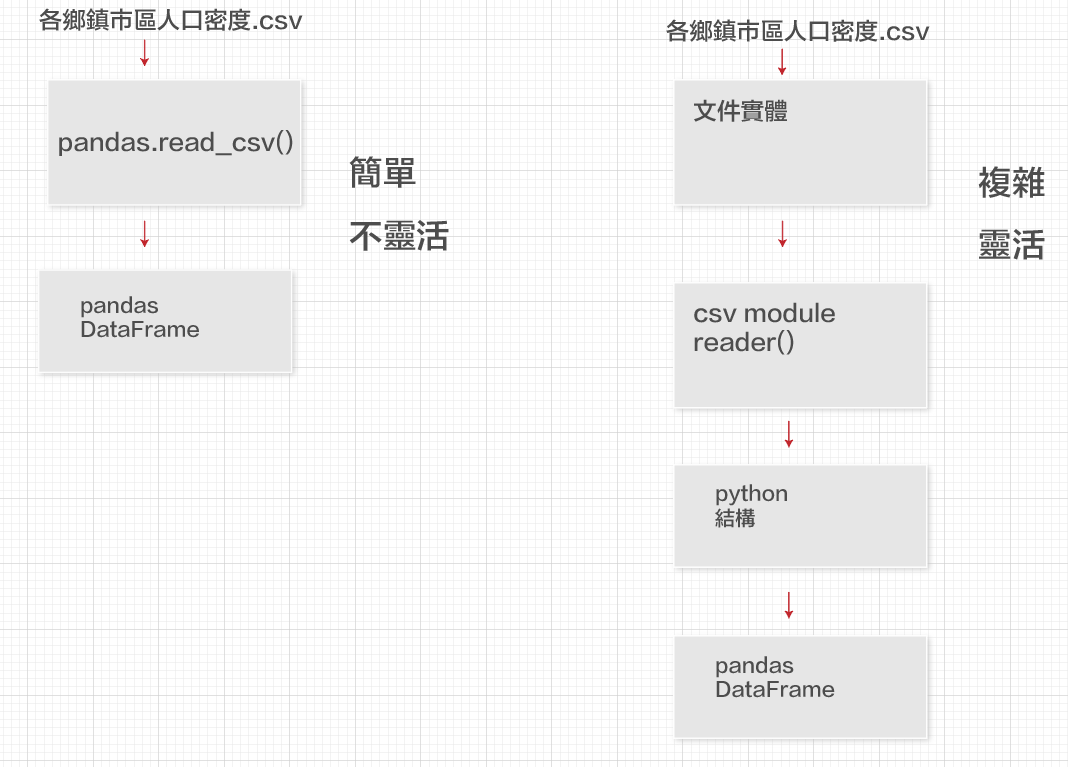 各鄉鎮市區人口密度.csv
pandas.read_csv()
簡單
不靈活
pandas
DataFrame
各鄉鎮市區人口密度.csv
文件實體
複雜
靈活
csv module
reader()
python
結構
pandas
DataFrame